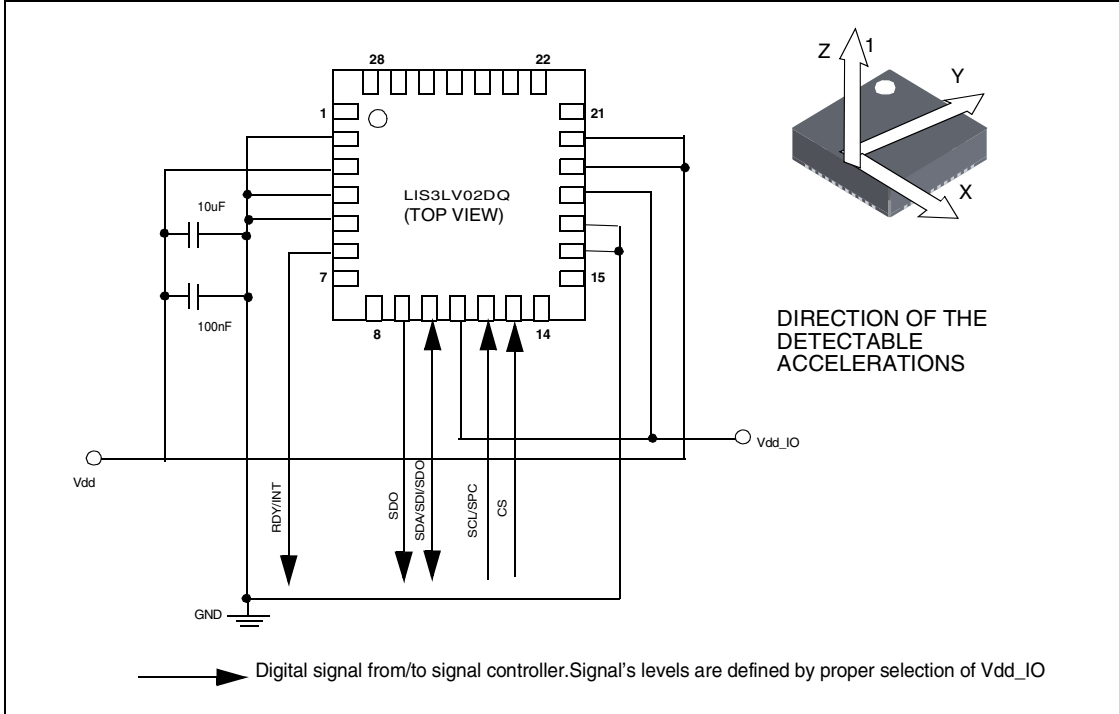 28
22
1
21
LIS3LV02DQ
(TOP VIEW)
10uF
7
15
100nF
8
14
Z
1
Y
X
DIRECTION OF THE
DETECTABLE
ACCELERATIONS
Vdd_IO
Vdd
RDY/INT
SDO
SDA/SDI/SDO
SCL/SPC
CS
GND
Digital signal from/to signal controller.Signal's levels are defined by proper selection of Vdd_IO